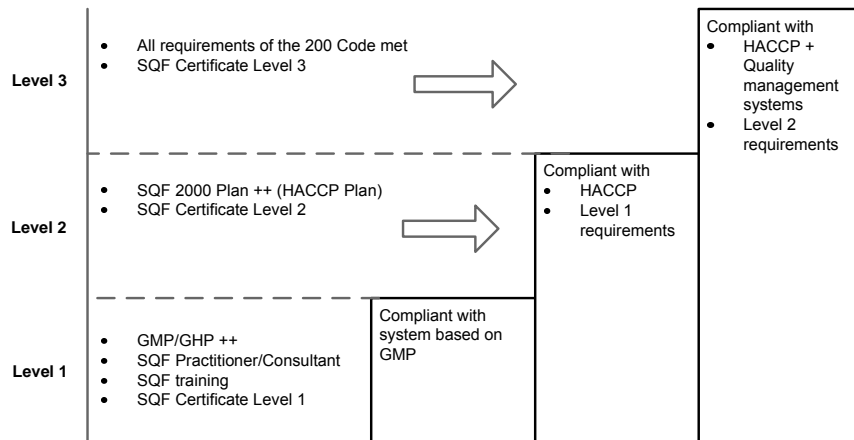 Level 3
• All requirements of the 200 Code met
• SQF Certificate Level 3
Compliant with
• HACCP +
Quality
management
systems
• Level 2
requirements
Level 2
• SQF 2000 Plan ++ (HACCP Plan)
• SQF Certificate Level 2
Compliant with
• HACCP
• Level 1
requirements
Level 1
• GMP/GHP ++
• SQF Practitioner/Consultant
• SQF training
• SQF Certificate Level 1
Compliant with
system based on
GMP